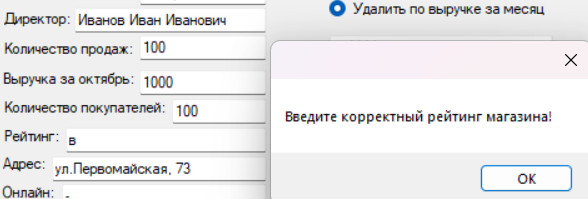 Директор: Иванов Иван Иванович
Количество продаж: 100
Выручка за октябрь: 1000
Количество покупателей: 100
Рейтинг: в
Адрес: ул.Первомайская, 73
Онлайн: -
Удалить по выручке за месяц
Введите корректный рейтинг магазина!
OK